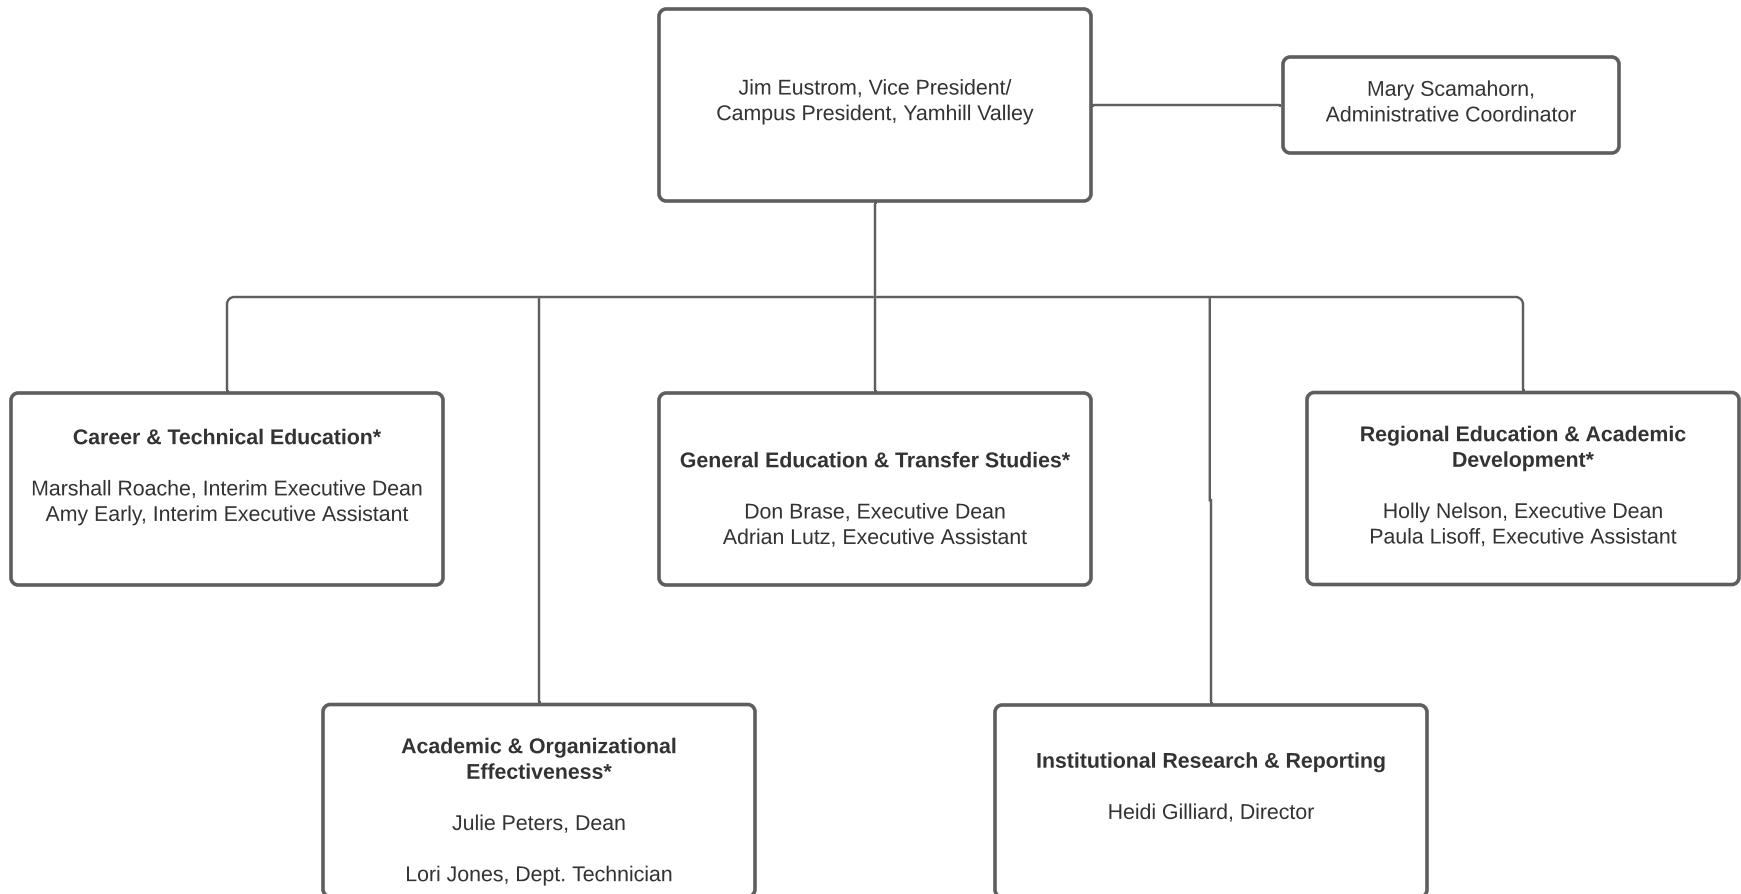 Jim Eustrom, Vice President/
Campus President, Yamhill Valley
Mary Scamahorn,
Administrative Coordinator
Career & Technical Education*
Marshall Roache, Interim Executive Dean
Amy Early, Interim Executive Assistant
General Education & Transfer Studies*
Don Brase, Executive Dean
Adrian Lutz, Executive Assistant
Regional Education & Academic
Development*
Holly Nelson, Executive Dean
Paula Lisoff, Executive Assistant
Academic & Organizational
Effectiveness*
Julie Peters, Dean
Lori Jones, Dept. Technician
Institutional Research & Reporting
Heidi Gilliard, Director